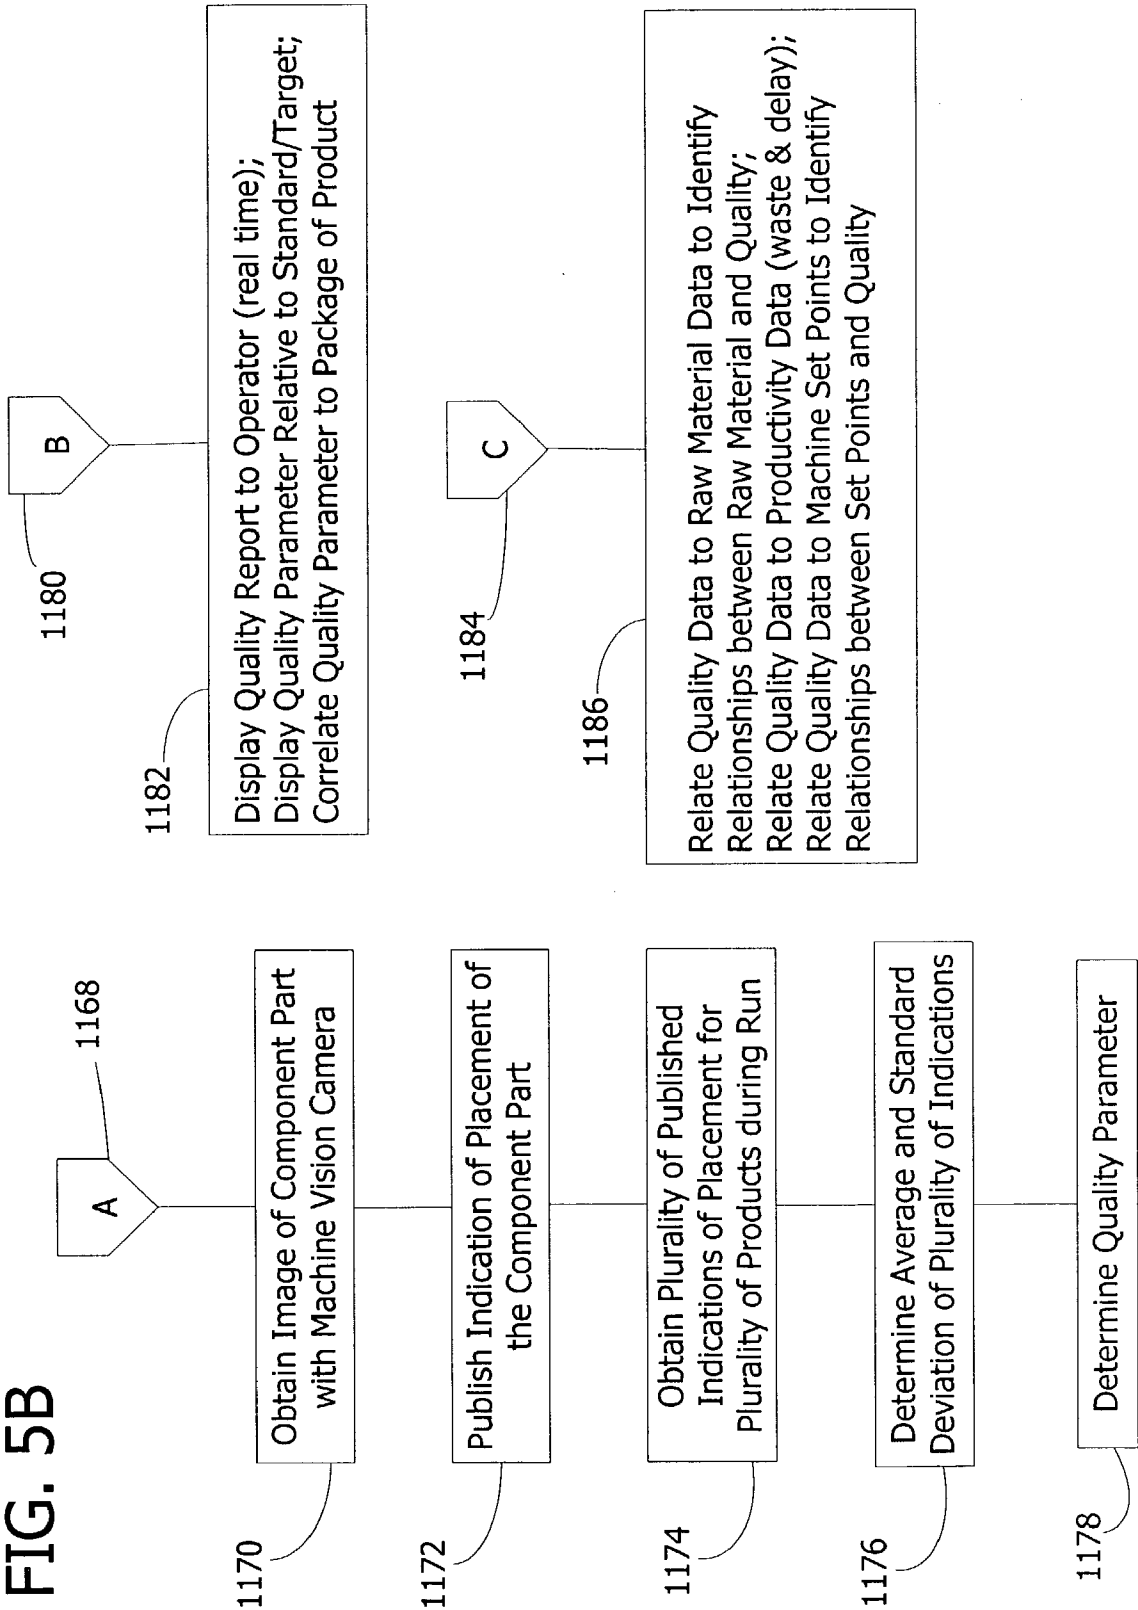 FIG. 5B
A
1168
1170
Obtain Image of Component Part
with Machine Vision Camera
1172
Publish Indication of Placement of
the Component Part
1174
Obtain Plurality of Published
Indications of Placement for
Plurality of Products during Run
1176
Determine Average and Standard
Deviation of Plurality of Indications
1178
Determine Quality Parameter
B
1180
1182
Display Quality Report to Operator (real time);
Display Quality Parameter Relative to Standard/Target;
Correlate Quality Parameter to Package of Product
C
1184
1186
Relate Quality Data to Raw Material Data to Identify
Relationships between Raw Material and Quality;
Relate Quality Data to Productivity Data (waste & delay);
Relate Quality Data to Machine Set Points to Identify
Relationships between Set Points and Quality